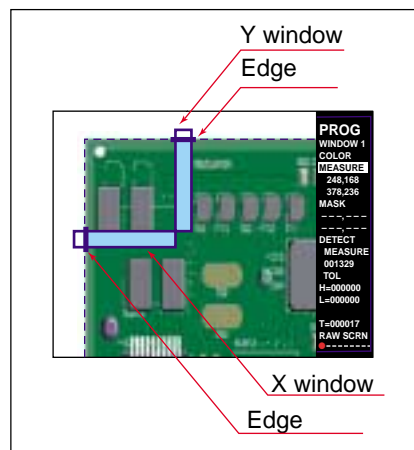 Y window
Edge
PROG
WINDOW 1
COLOR
MEASURE
248,168
378,236
MASK
– – –, – – –
– – –, – – –
DETECT
MEASURE
001329
TOL
H=000000
L=000000
T=000017
RAW SCRN
X window
Edge